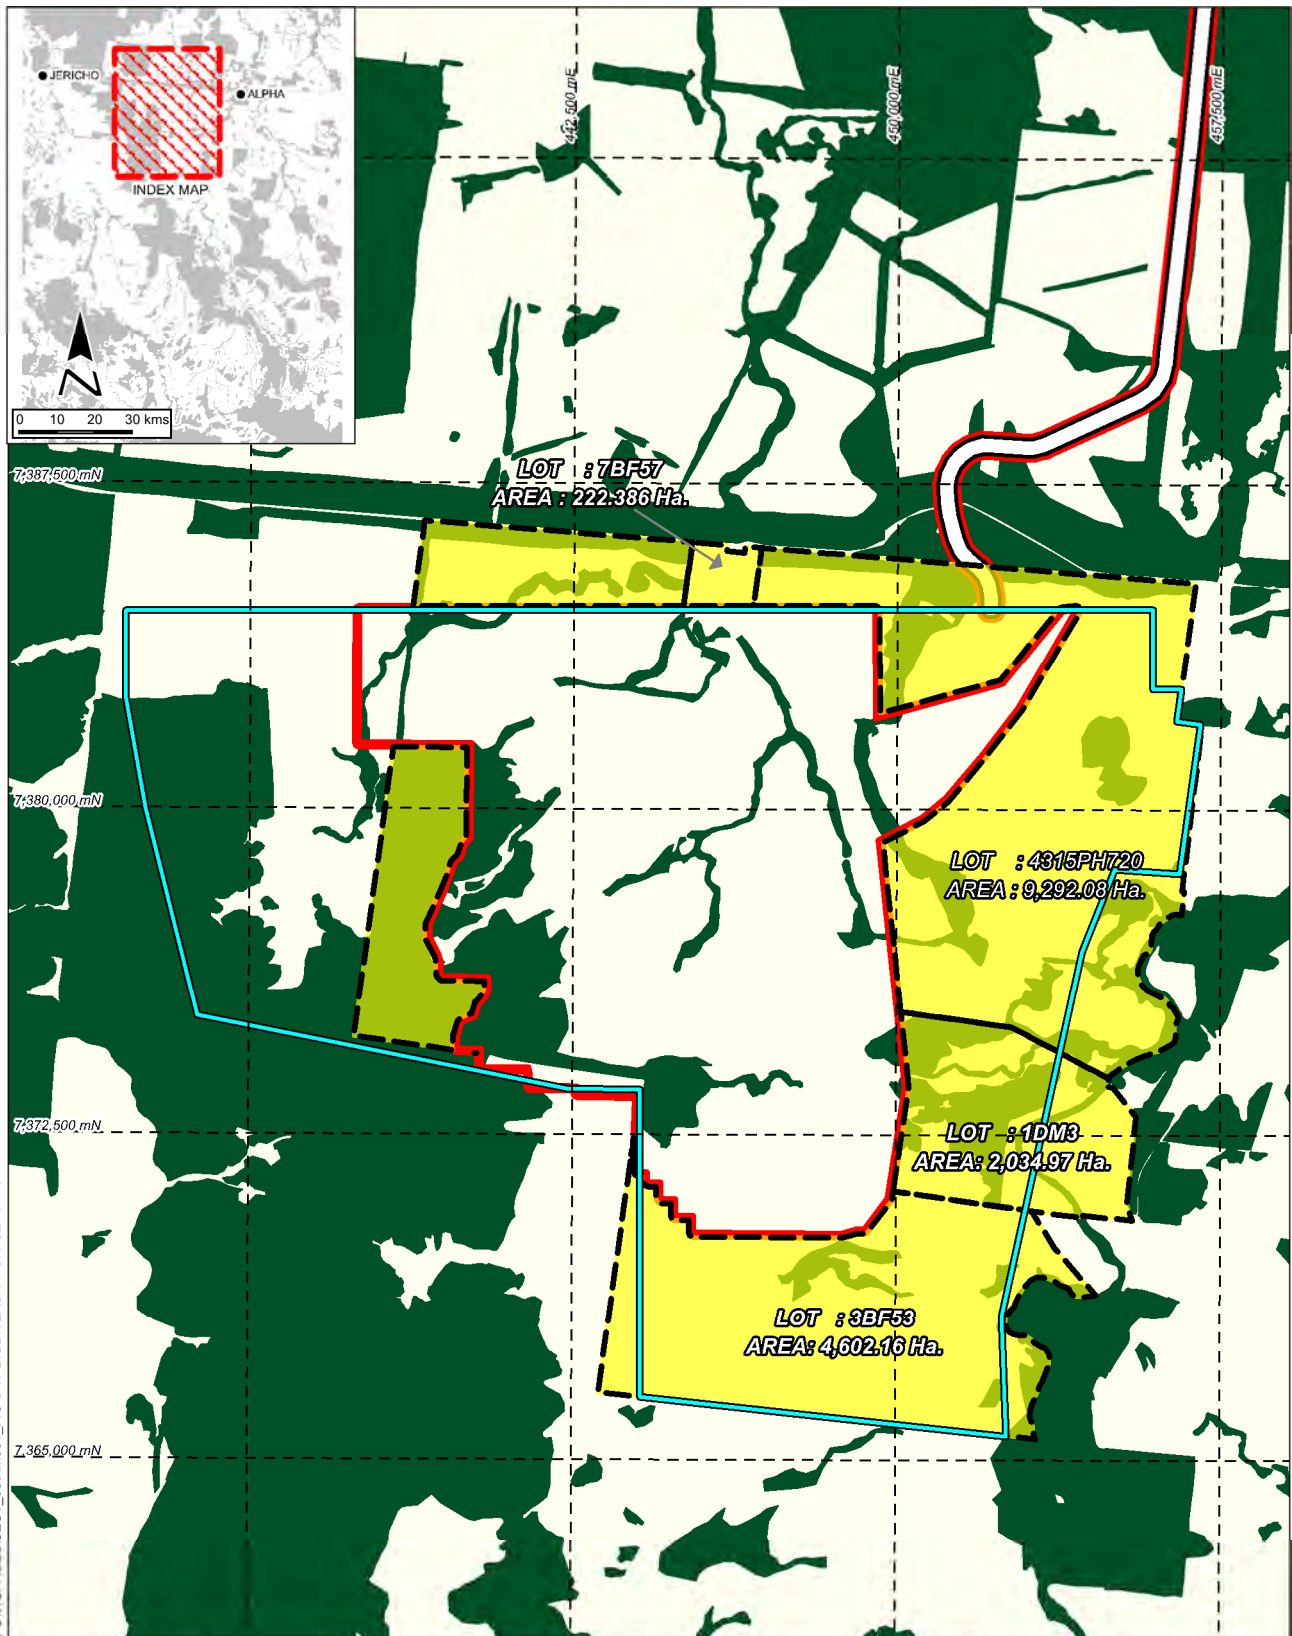 JERICHO
ALPHA
INDEX MAP
0 10 20 30 kms
442,500 mE
450,000 mE
457,500 mE
7,387,500 mN
LOT : 7BF57
AREA : 222.386 Ha.
7,380,000 mN
LOT : 4315PH720
AREA : 9,292.08 Ha.
7,372,500 mN
LOT : 1DM3
AREA: 2,034.97 Ha.
LOT : 3BF53
AREA: 4,602.16 Ha.
7,365,000 mN